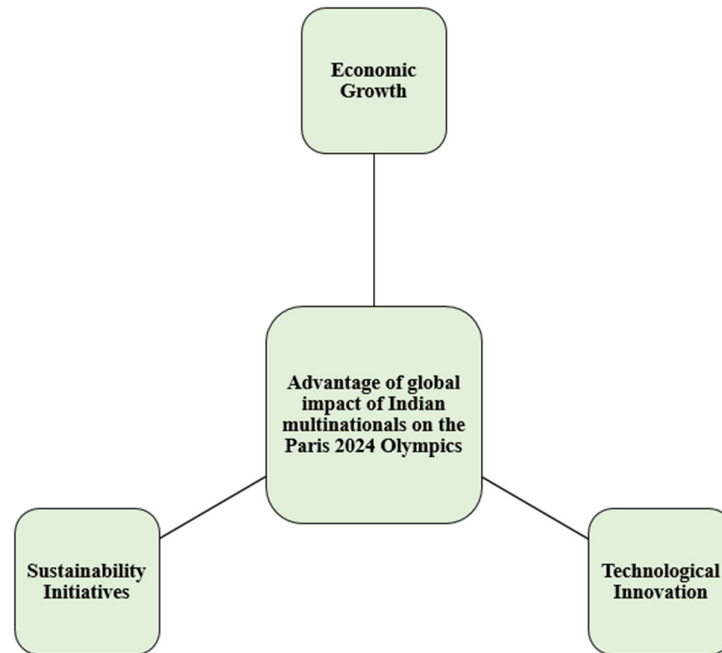 Economic
Growth
Advantage of global
impact of Indian
multinationals on the
Paris 2024 Olympics
Sustainability
Initiatives
Technological
Innovation